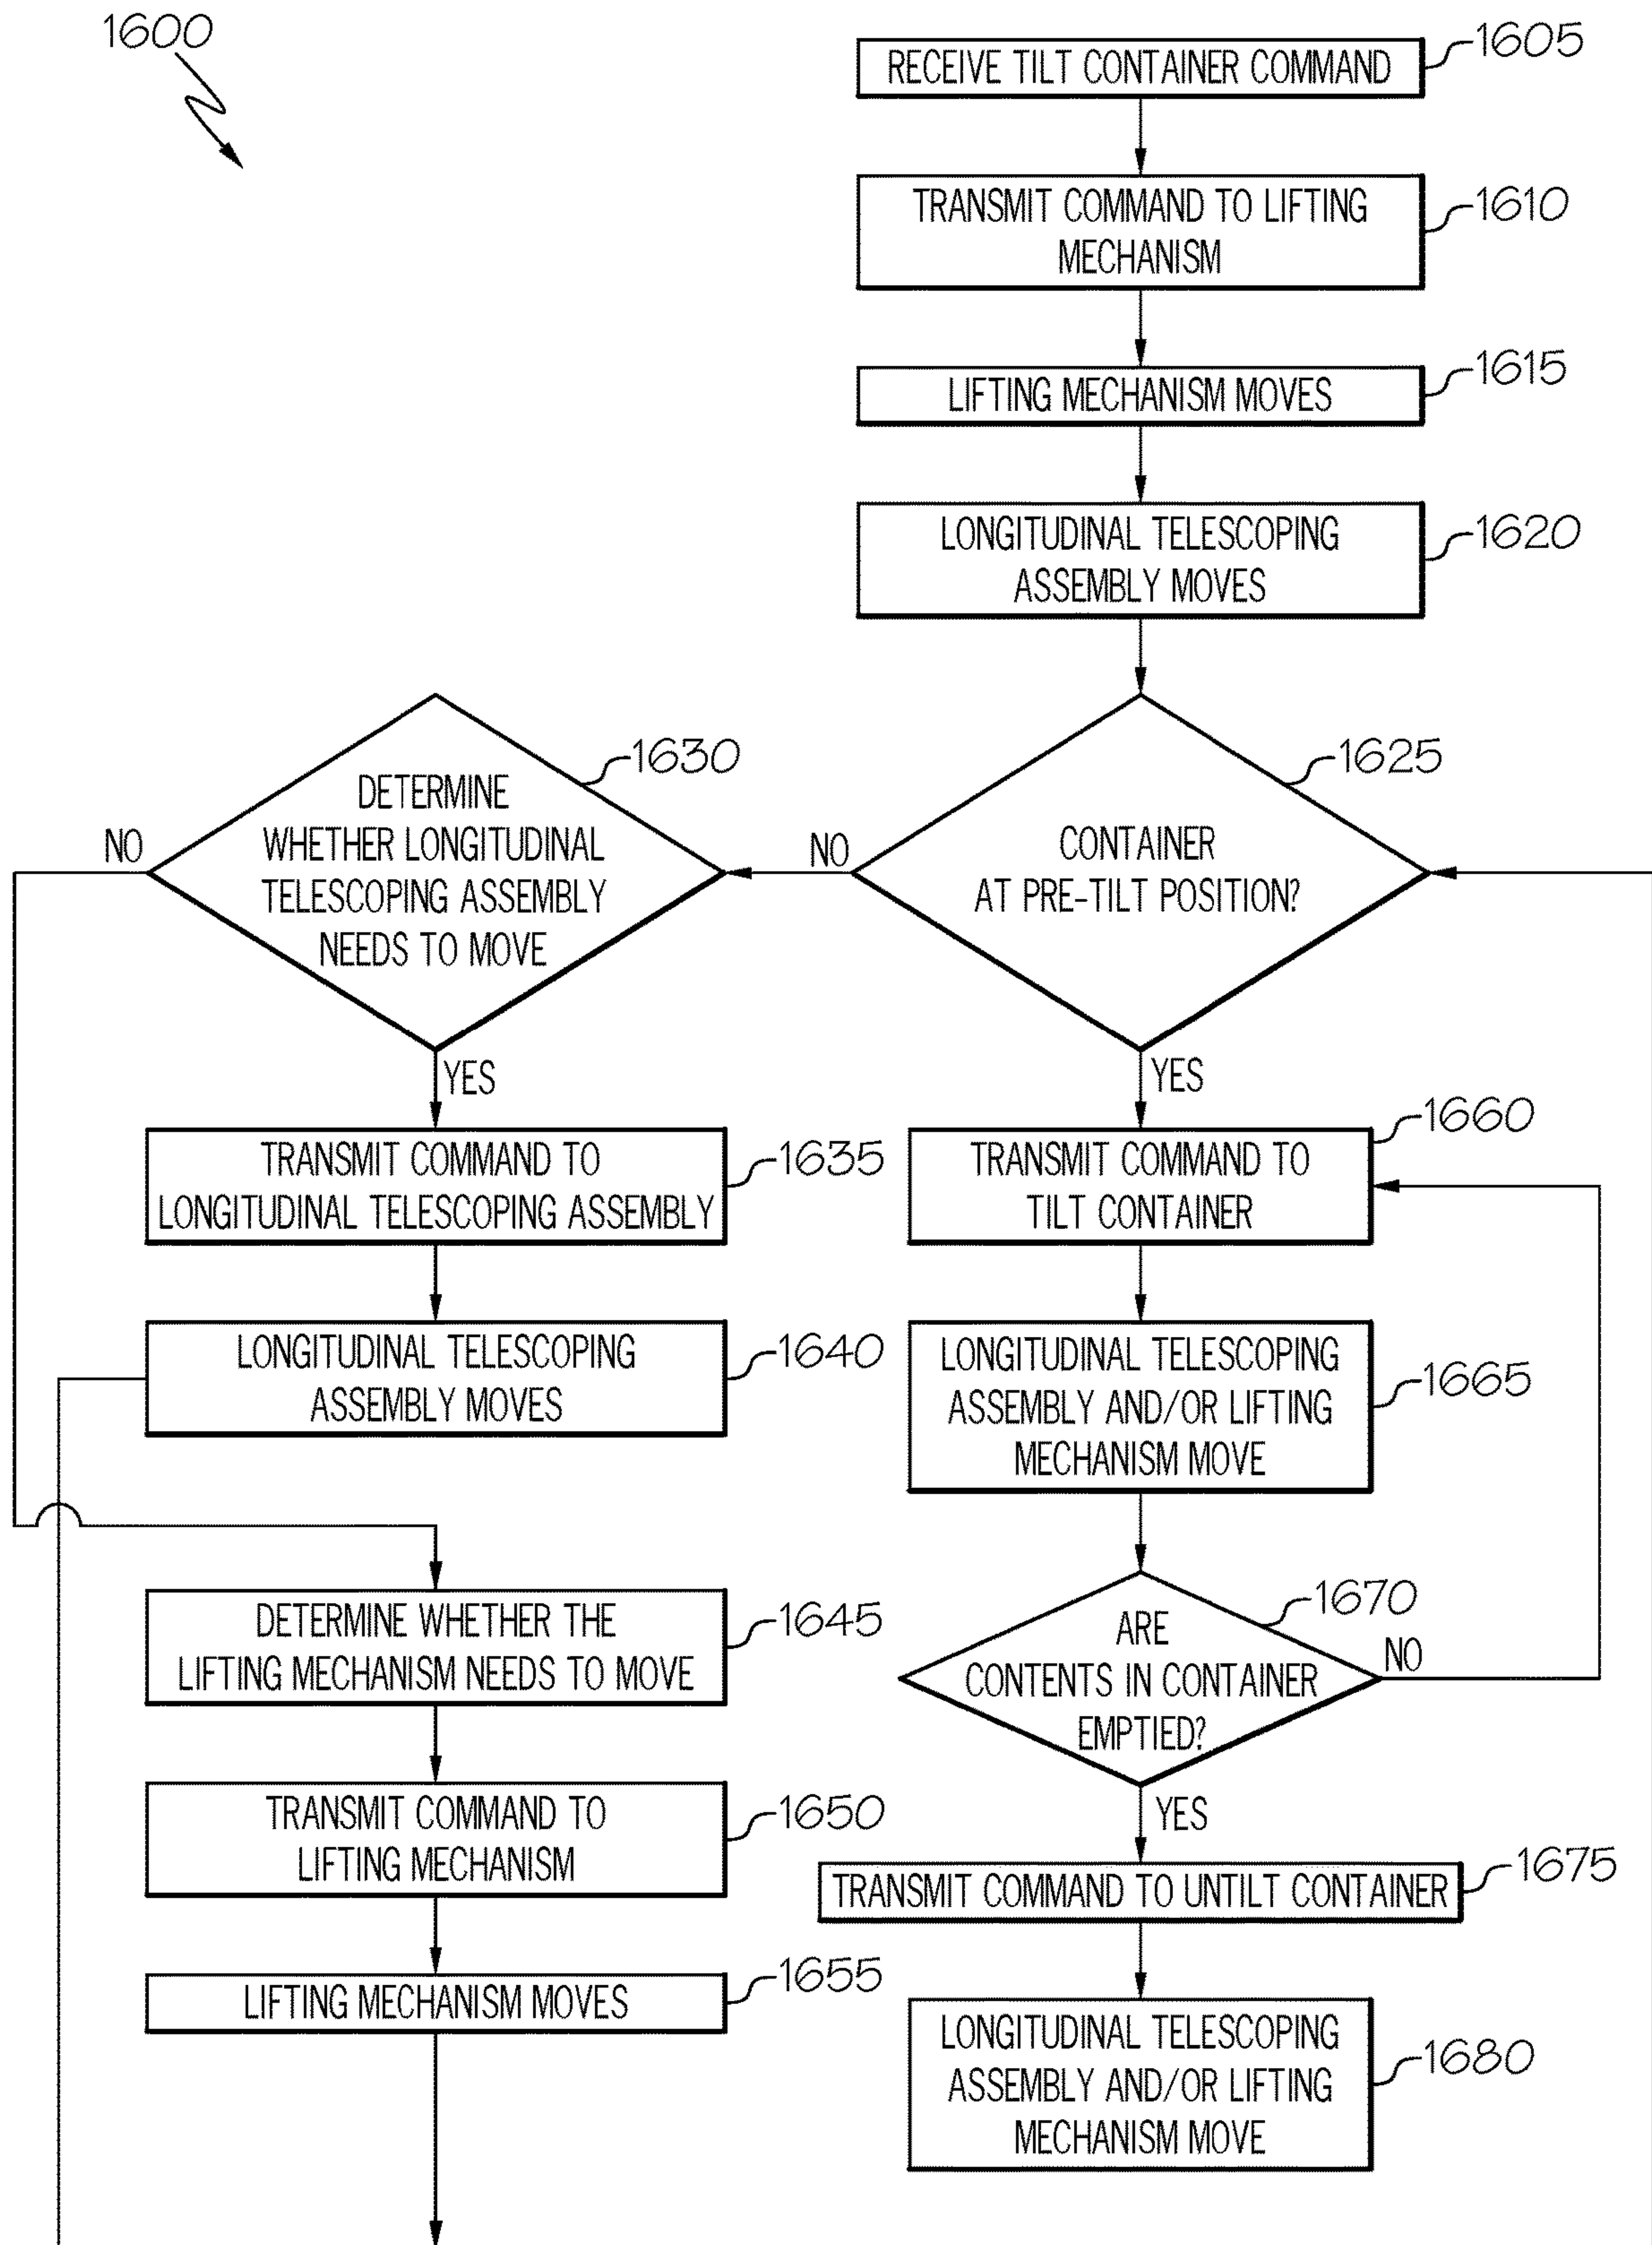 1600
RECEIVE TILT CONTAINER COMMAND
1605
TRANSMIT COMMAND TO LIFTING
MECHANISM
1610
LIFTING MECHANISM MOVES
1615
LONGITUDINAL TELESCOPING
ASSEMBLY MOVES
1620
CONTAINER
AT PRE-TILT POSITION?
1625
NO
YES
DETERMINE
WHETHER LONGITUDINAL
TELESCOPING ASSEMBLY
NEEDS TO MOVE
1630
NO
YES
TRANSMIT COMMAND TO
LONGITUDINAL TELESCOPING ASSEMBLY
1635
LONGITUDINAL TELESCOPING
ASSEMBLY MOVES
1640
DETERMINE WHETHER THE
LIFTING MECHANISM NEEDS TO MOVE
1645
TRANSMIT COMMAND TO
LIFTING MECHANISM
1650
LIFTING MECHANISM MOVES
1655
TRANSMIT COMMAND TO
TILT CONTAINER
1660
LONGITUDINAL TELESCOPING
ASSEMBLY AND/OR LIFTING
MECHANISM MOVE
1665
ARE
CONTENTS IN CONTAINER
EMPTIED?
1670
NO
YES
TRANSMIT COMMAND TO UNTILT CONTAINER
1675
LONGITUDINAL TELESCOPING
ASSEMBLY AND/OR LIFTING
MECHANISM MOVE
1680